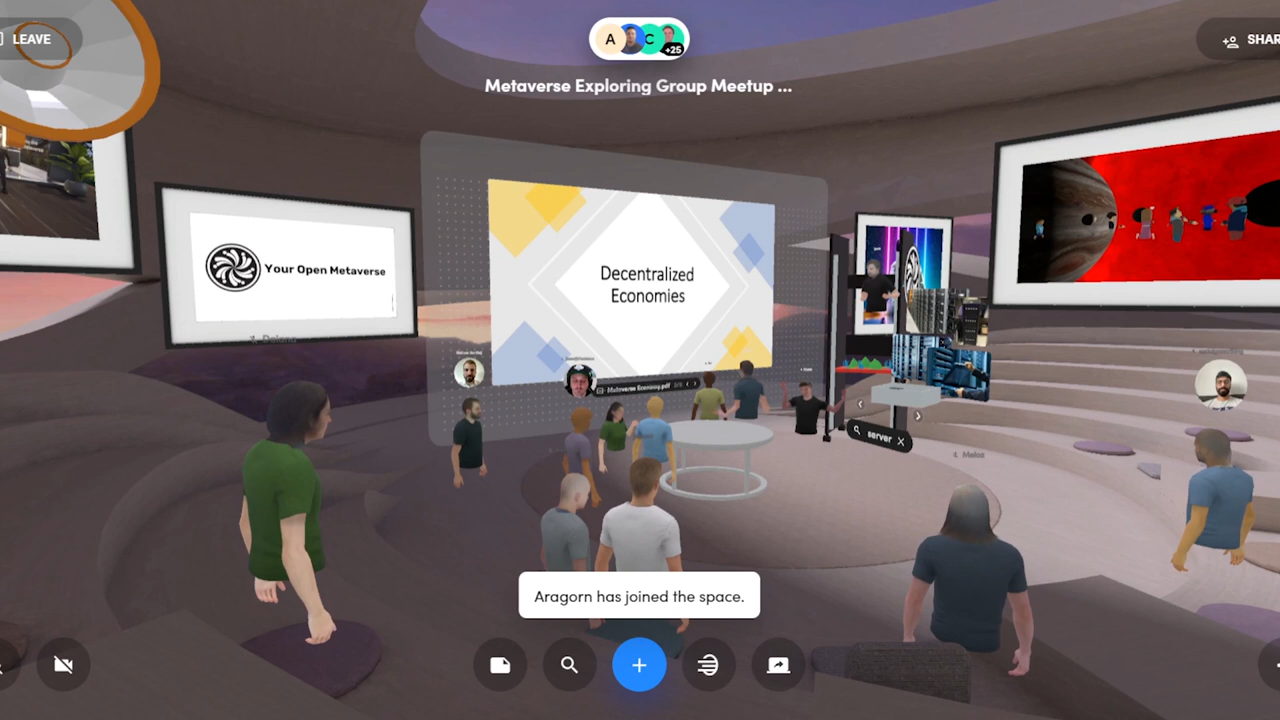 LEAVE
A
C
+25
SHAR
Metaverse Exploring Group Meetup ...
Your Open Metaverse
Decentralized
Economies
Metaverse Economy.pdf
server
Aragorn has joined the space.